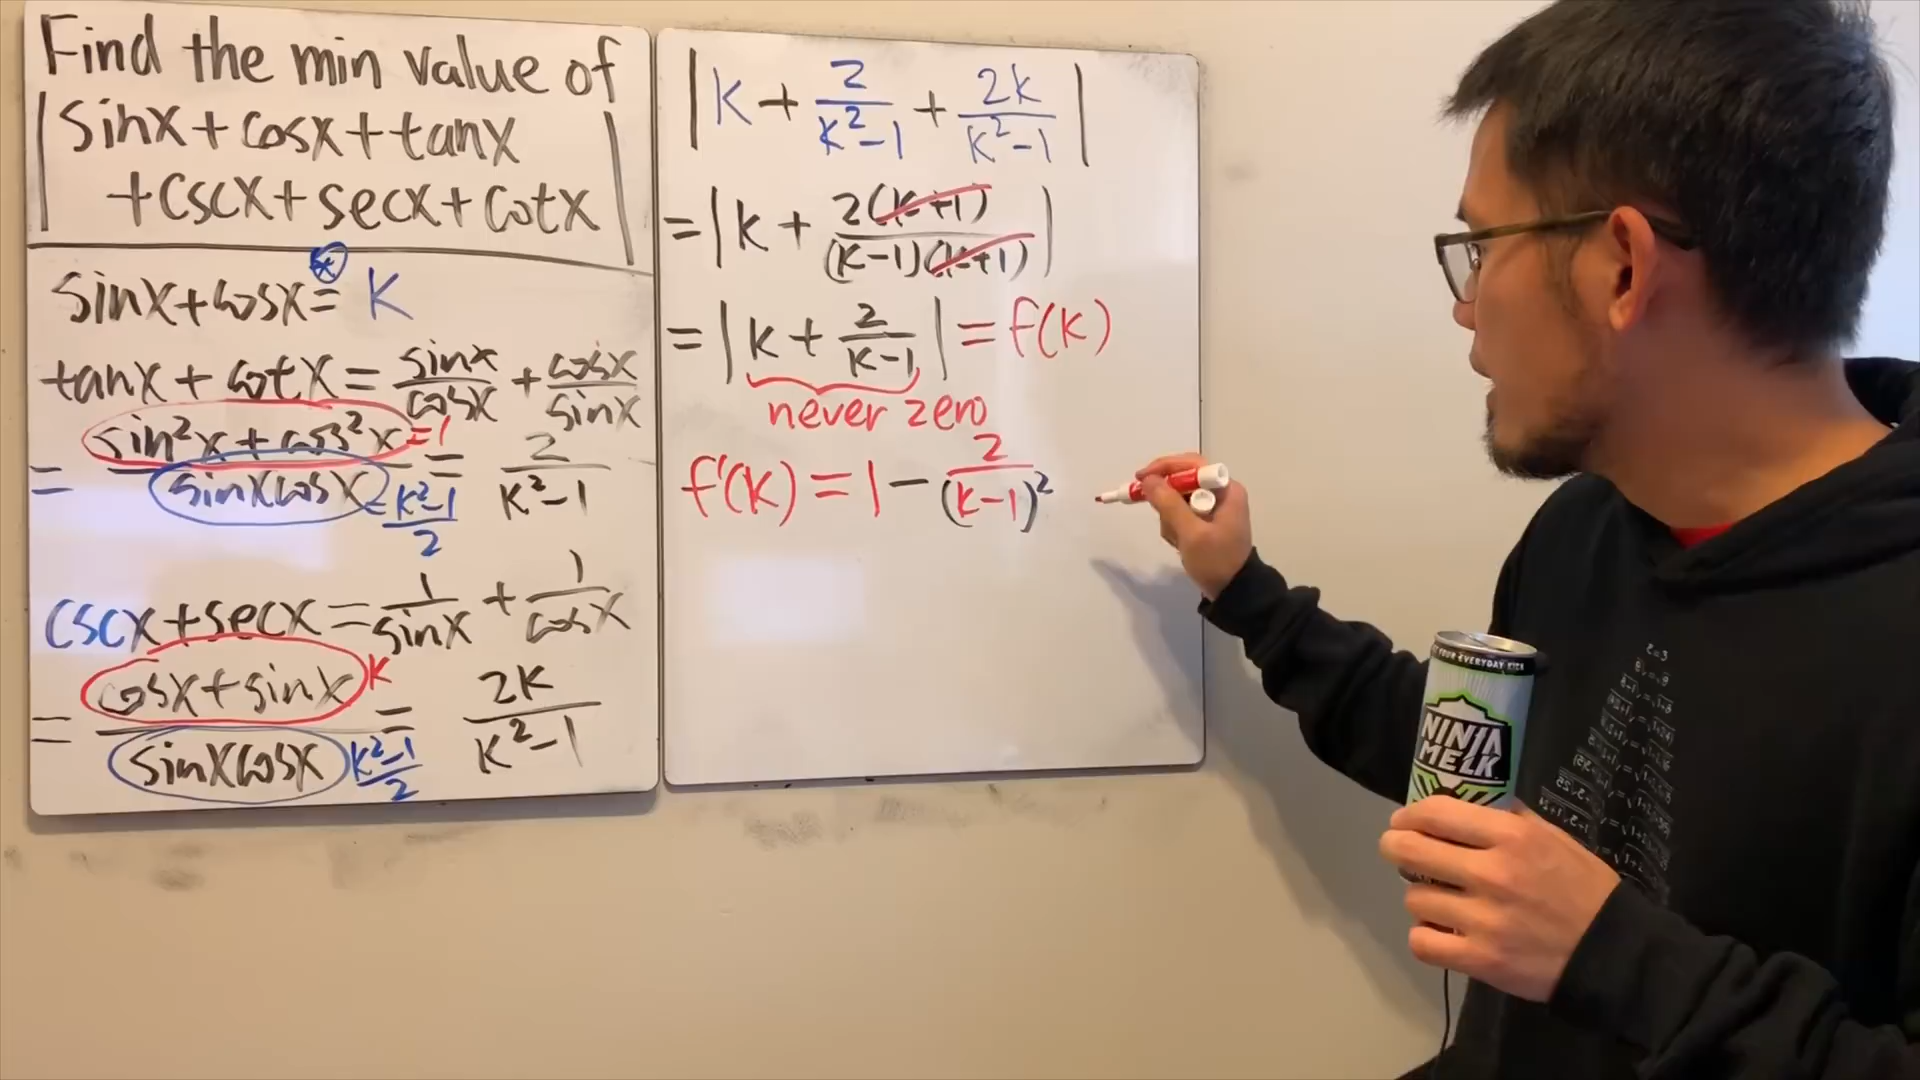 Find the min value of
| sinx + cosx + tanx
+ cscx + secx + cotx |
sinx + cosx = K
tanx + cotx = sinx/cosx + cosx/sinx
= sin²x + cos²x = 1 / sinxcosx = K²-1/2 = 2/K²-1
cscx + secx = 1/sinx + 1/cosx
= cosx + sinx K / sinxcosx K²-1/2 = 2K/K²-1
| K + 2/K²-1 + 2K/K²-1 |
= | K + 2(K+1)/(K-1)(K+1) |
= | K + 2/K-1 | = f(K)
never zero
f'(K) = 1 - 2/(K-1)²
YOUR EVERYDAY KICK
NINJA
MELK